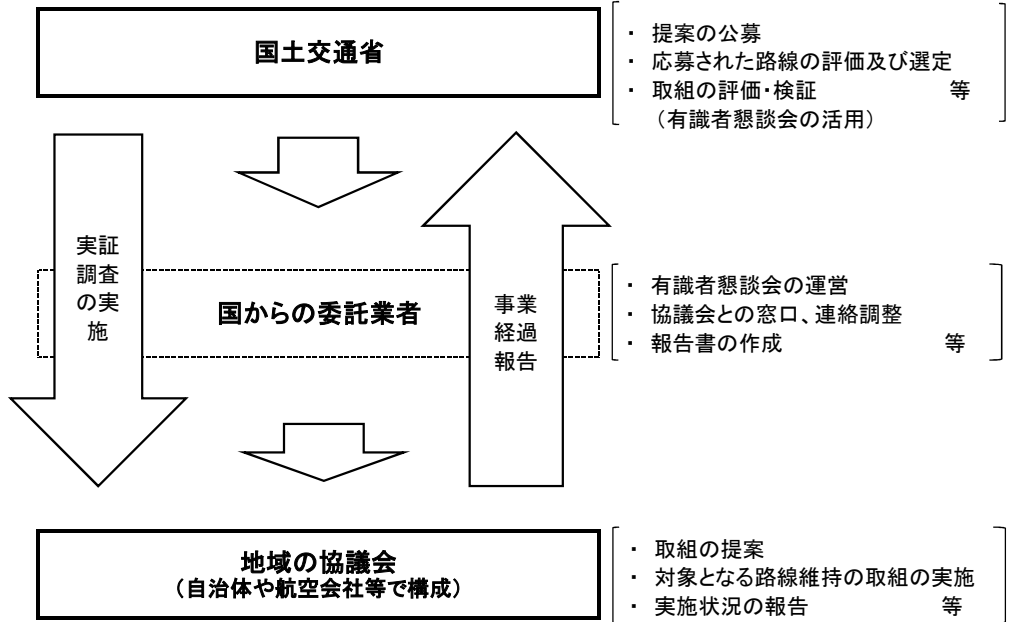 国土交通省
・ 提案の公募
・ 応募された路線の評価及び選定
・ 取組の評価・検証 等
（有識者懇談会の活用）
実証
調査
の実
施
国からの委託業者
事業
経過
報告
・ 有識者懇談会の運営
・ 協議会との窓口、連絡調整
・ 報告書の作成 等
地域の協議会
（自治体や航空会社等で構成）
・ 取組の提案
・ 対象となる路線維持の取組の実施
・ 実施状況の報告 等